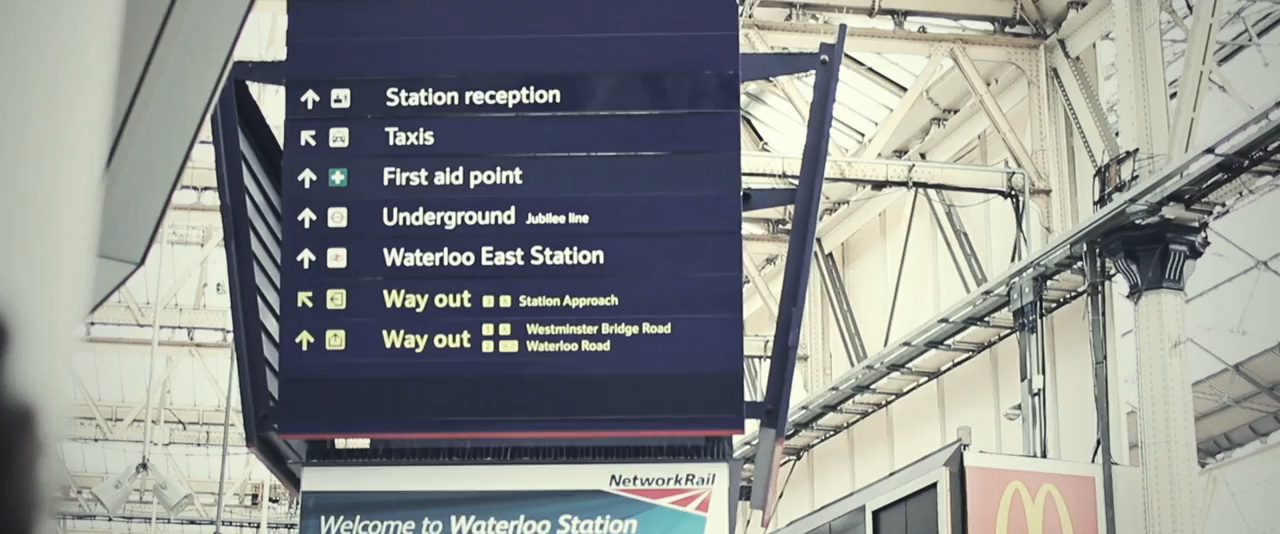 Station reception
Taxis
First aid point
Underground Jubilee line
Waterloo East Station
Way out Station Approach
Way out Westminster Bridge Road
Waterloo Road
NetworkRail
Welcome to Waterloo Station